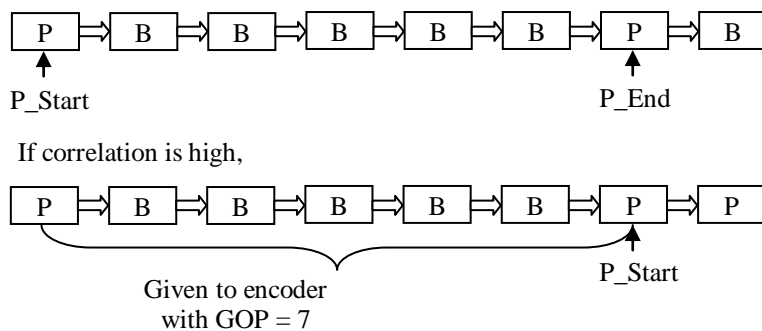 P B B B B B P B
P_Start P_End
If correlation is high,
P B B B B B P P
P_Start
Given to encoder
with GOP = 7